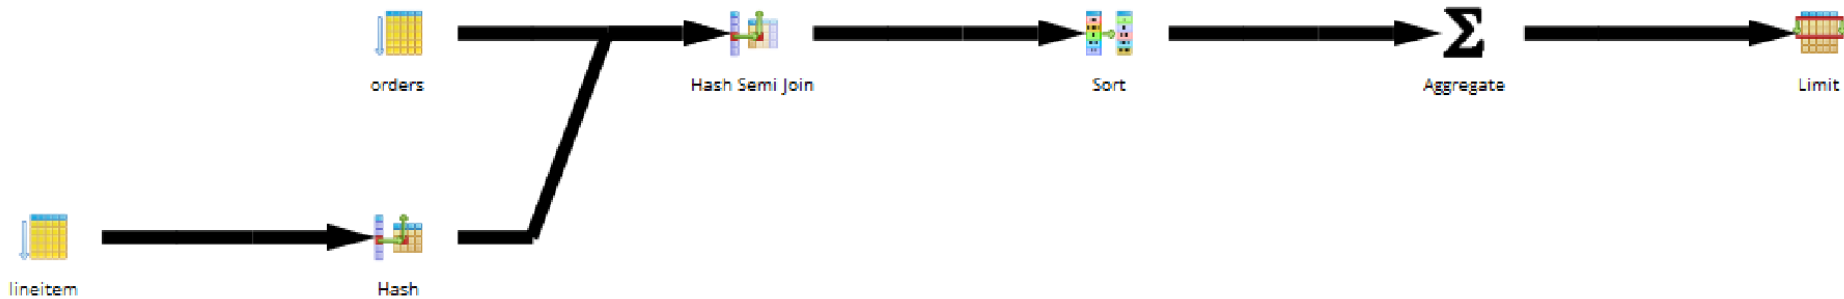 orders
Hash Semi Join
Sort
Aggregate
Limit
lineitem
Hash